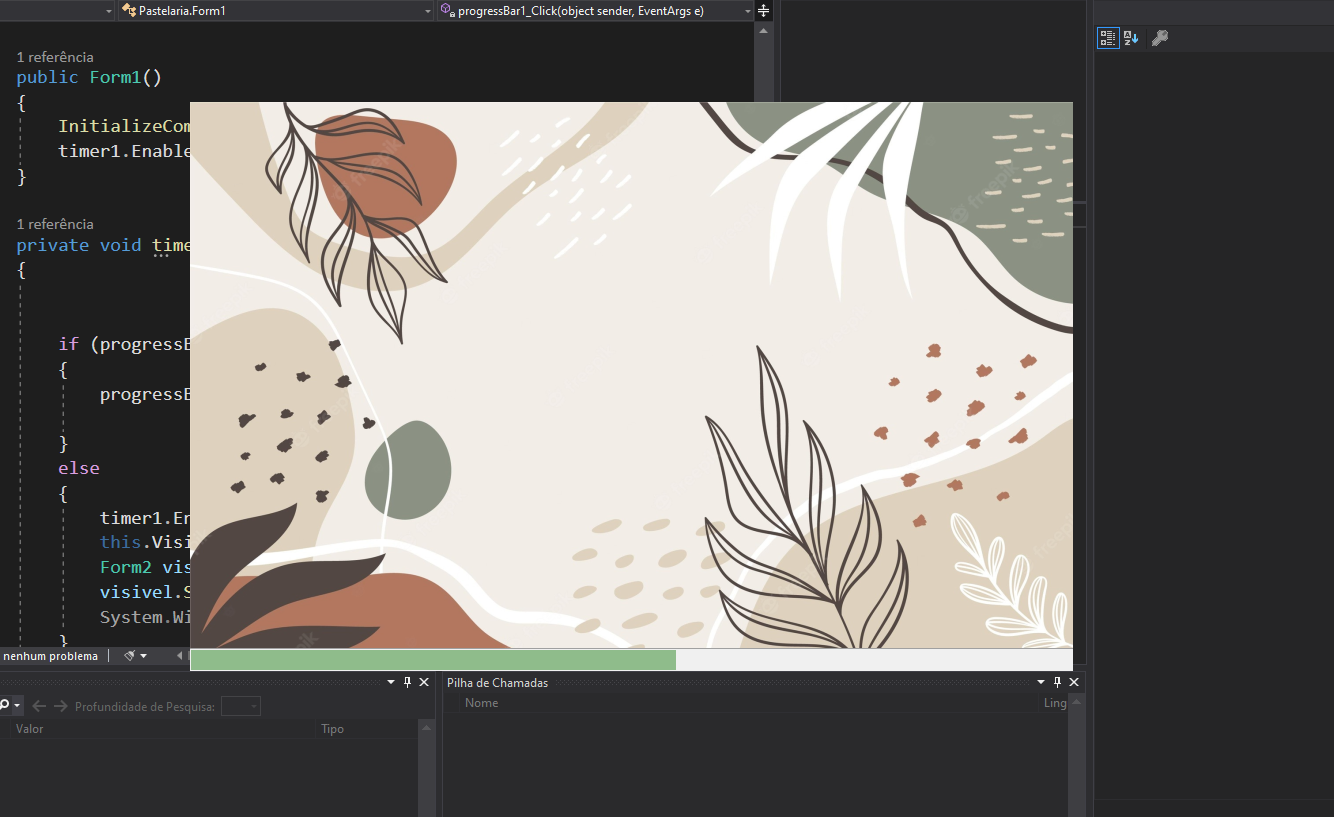 Pastelaria.Form1
progressBar1_Click(object sender, EventArgs e)
1 referência
public Form1()
{
InitializeCom
timer1.Enable
}
1 referência
private void time
{
if (progressB
{
progressB
}
else
{
timer1.En
this.Visi
Form2 vis
visivel.S
System.Wi
}
nenhum problema
Pilha de Chamadas
Profundidade de Pesquisa:
Nome
Ling
Valor
Tipo
freepik